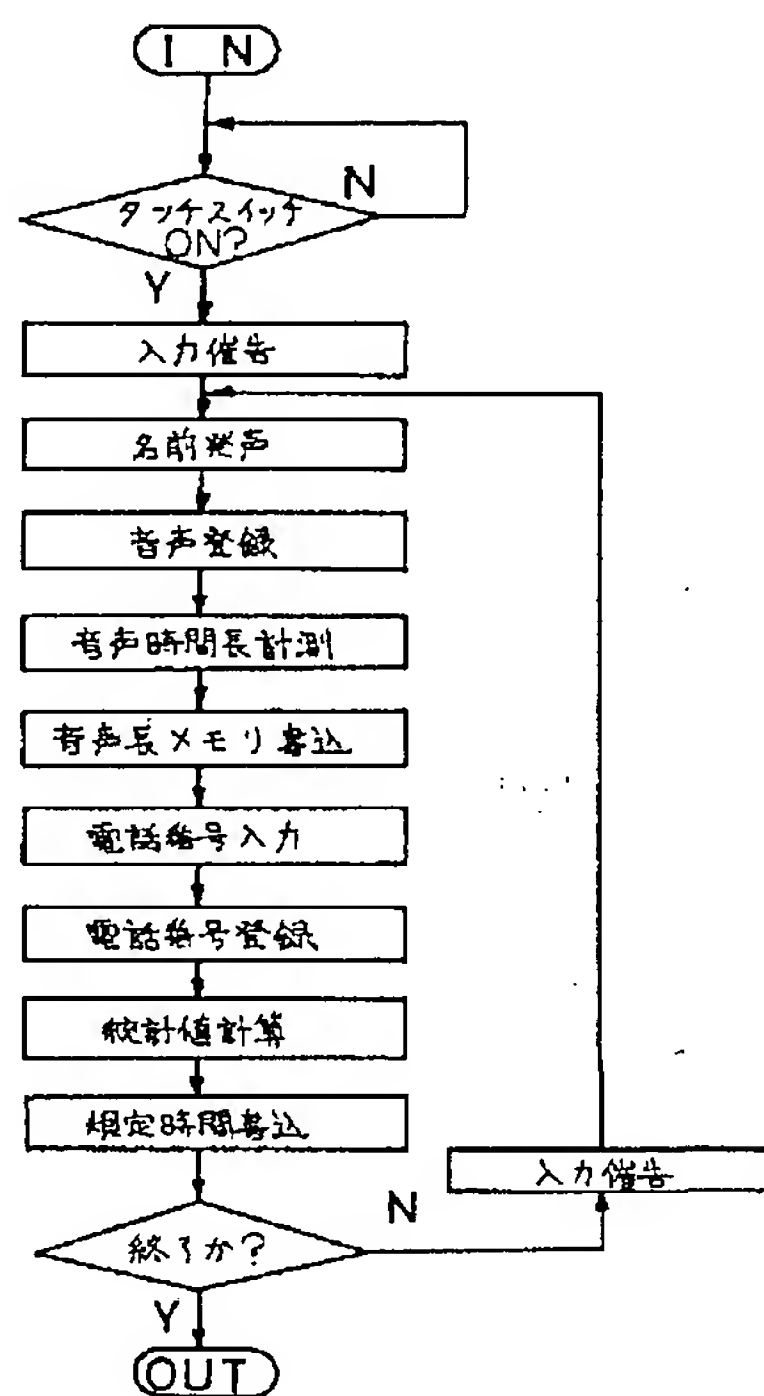 IN
N
タッチスイッチ
ON?
Y
入力催告
名前発声
音声登録
音声時間長計測
音声長メモリ書込
電話番号入力
電話番号登録
統計値計算
規定時間書込
入力催告
N
終了か?
Y
OUT